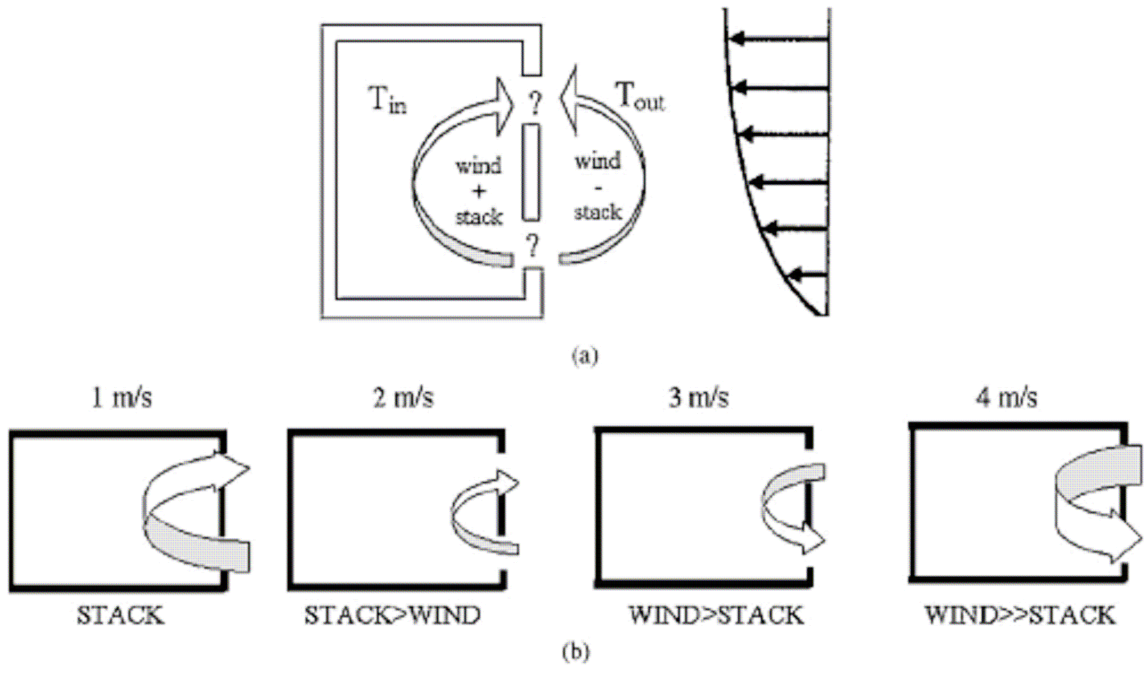 T_in ? T_out
wind wind
+ -
stack stack
?
(a)
1 m/s 2 m/s 3 m/s 4 m/s
STACK STACK>WIND WIND>STACK WIND>>STACK
(b)